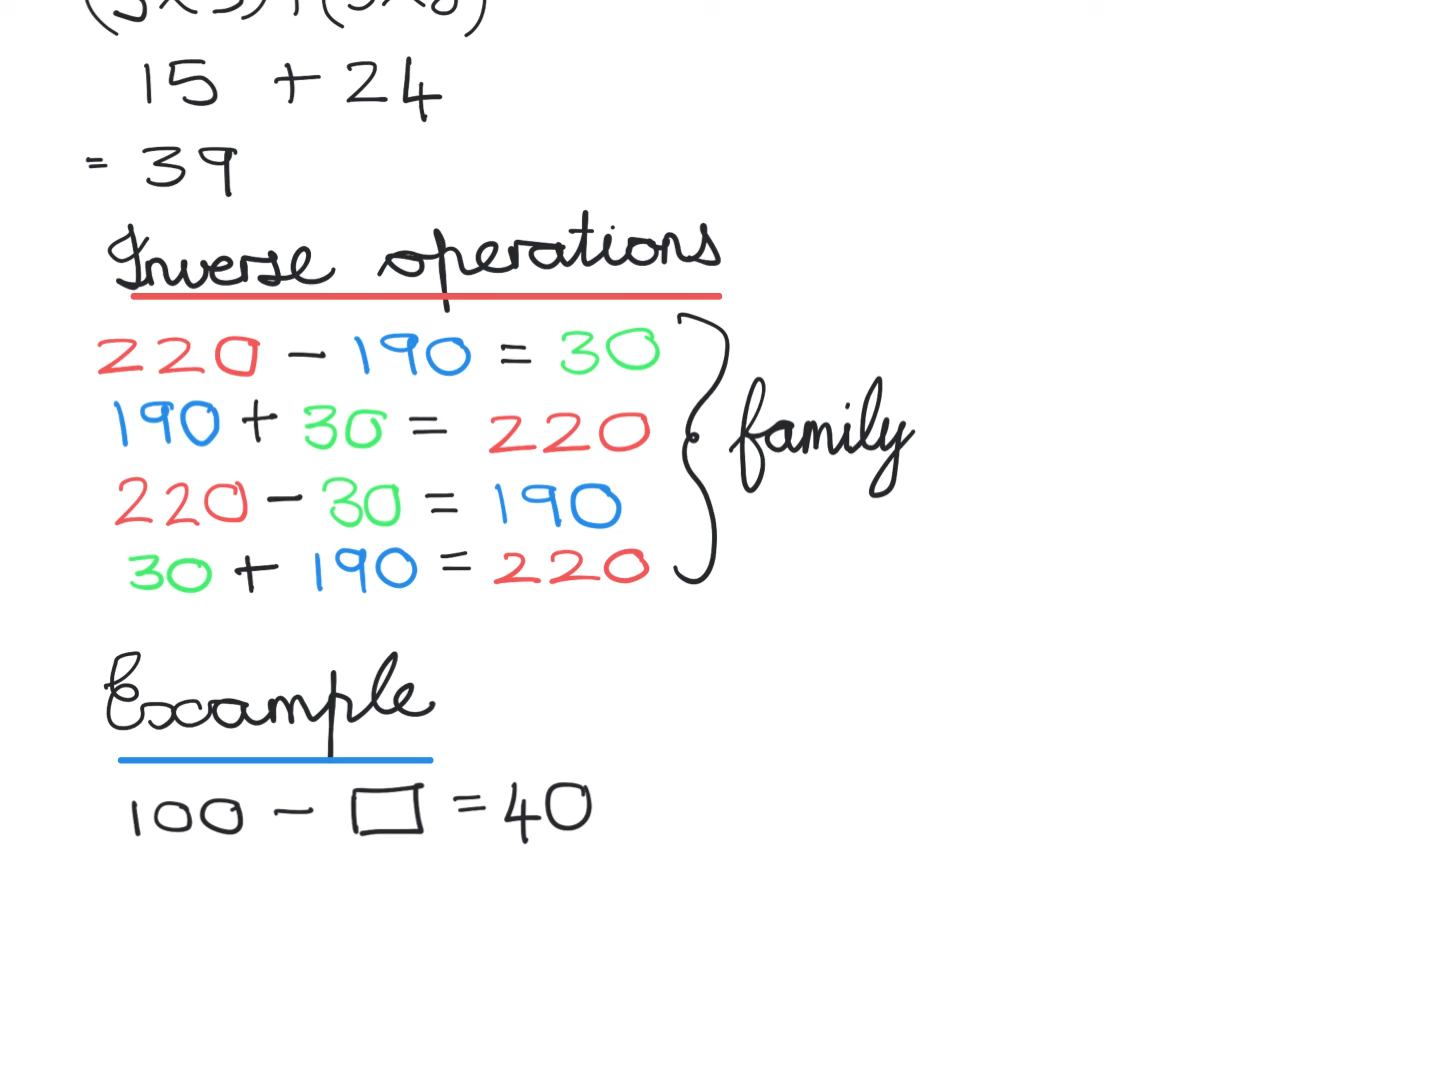 15 + 24
= 39
Inverse operations
220 - 190 = 30
190 + 30 = 220
220 - 30 = 190
30 + 190 = 220
family
Example
100 - □ = 40